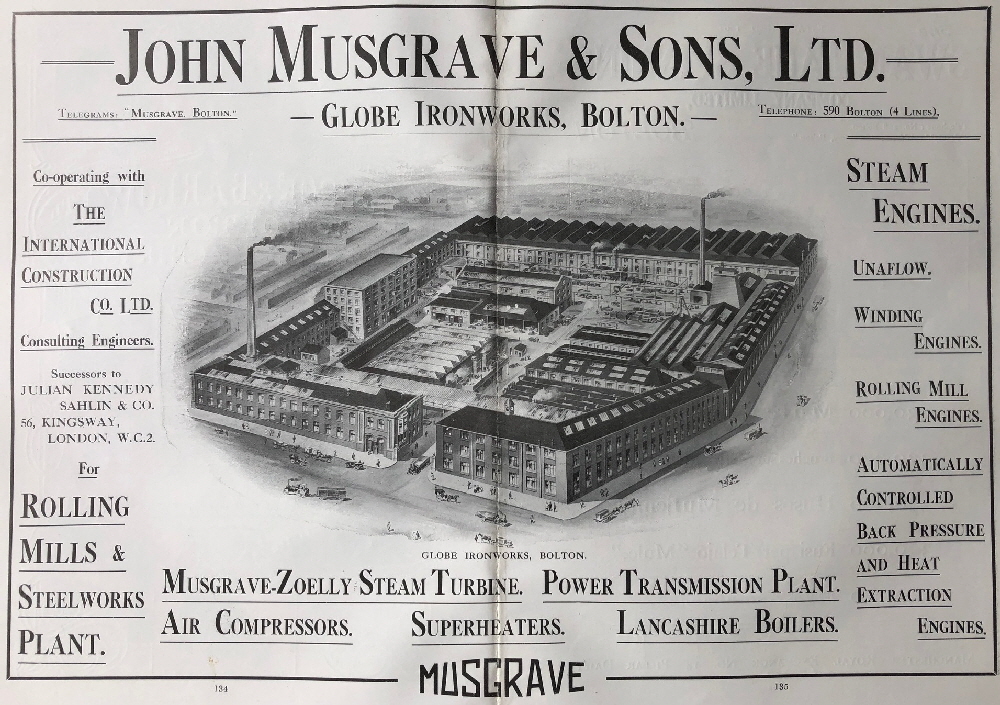 JOHN MUSGRAVE & SONS, LTD.
TELEGRAMS: "MUSGRAVE, BOLTON."
— GLOBE IRONWORKS, BOLTON. —
TELEPHONE: 590 BOLTON (4 LINES).
Co-operating with
THE
INTERNATIONAL
CONSTRUCTION
CO. LTD.
Consulting Engineers.
Successors to
JULIAN KENNEDY
SAHLIN & CO.
56, KINGSWAY,
LONDON, W.C.2.
For
ROLLING
MILLS &
STEELWORKS
PLANT.
STEAM
ENGINES.
UNAFLOW.
WINDING
ENGINES.
ROLLING MILL
ENGINES.
AUTOMATICALLY
CONTROLLED
BACK PRESSURE
AND HEAT
EXTRACTION
ENGINES.
GLOBE IRONWORKS, BOLTON.
MUSGRAVE-ZOELLY STEAM TURBINE. POWER TRANSMISSION PLANT.
AIR COMPRESSORS. SUPERHEATERS. LANCASHIRE BOILERS.
MUSGRAVE
134
135